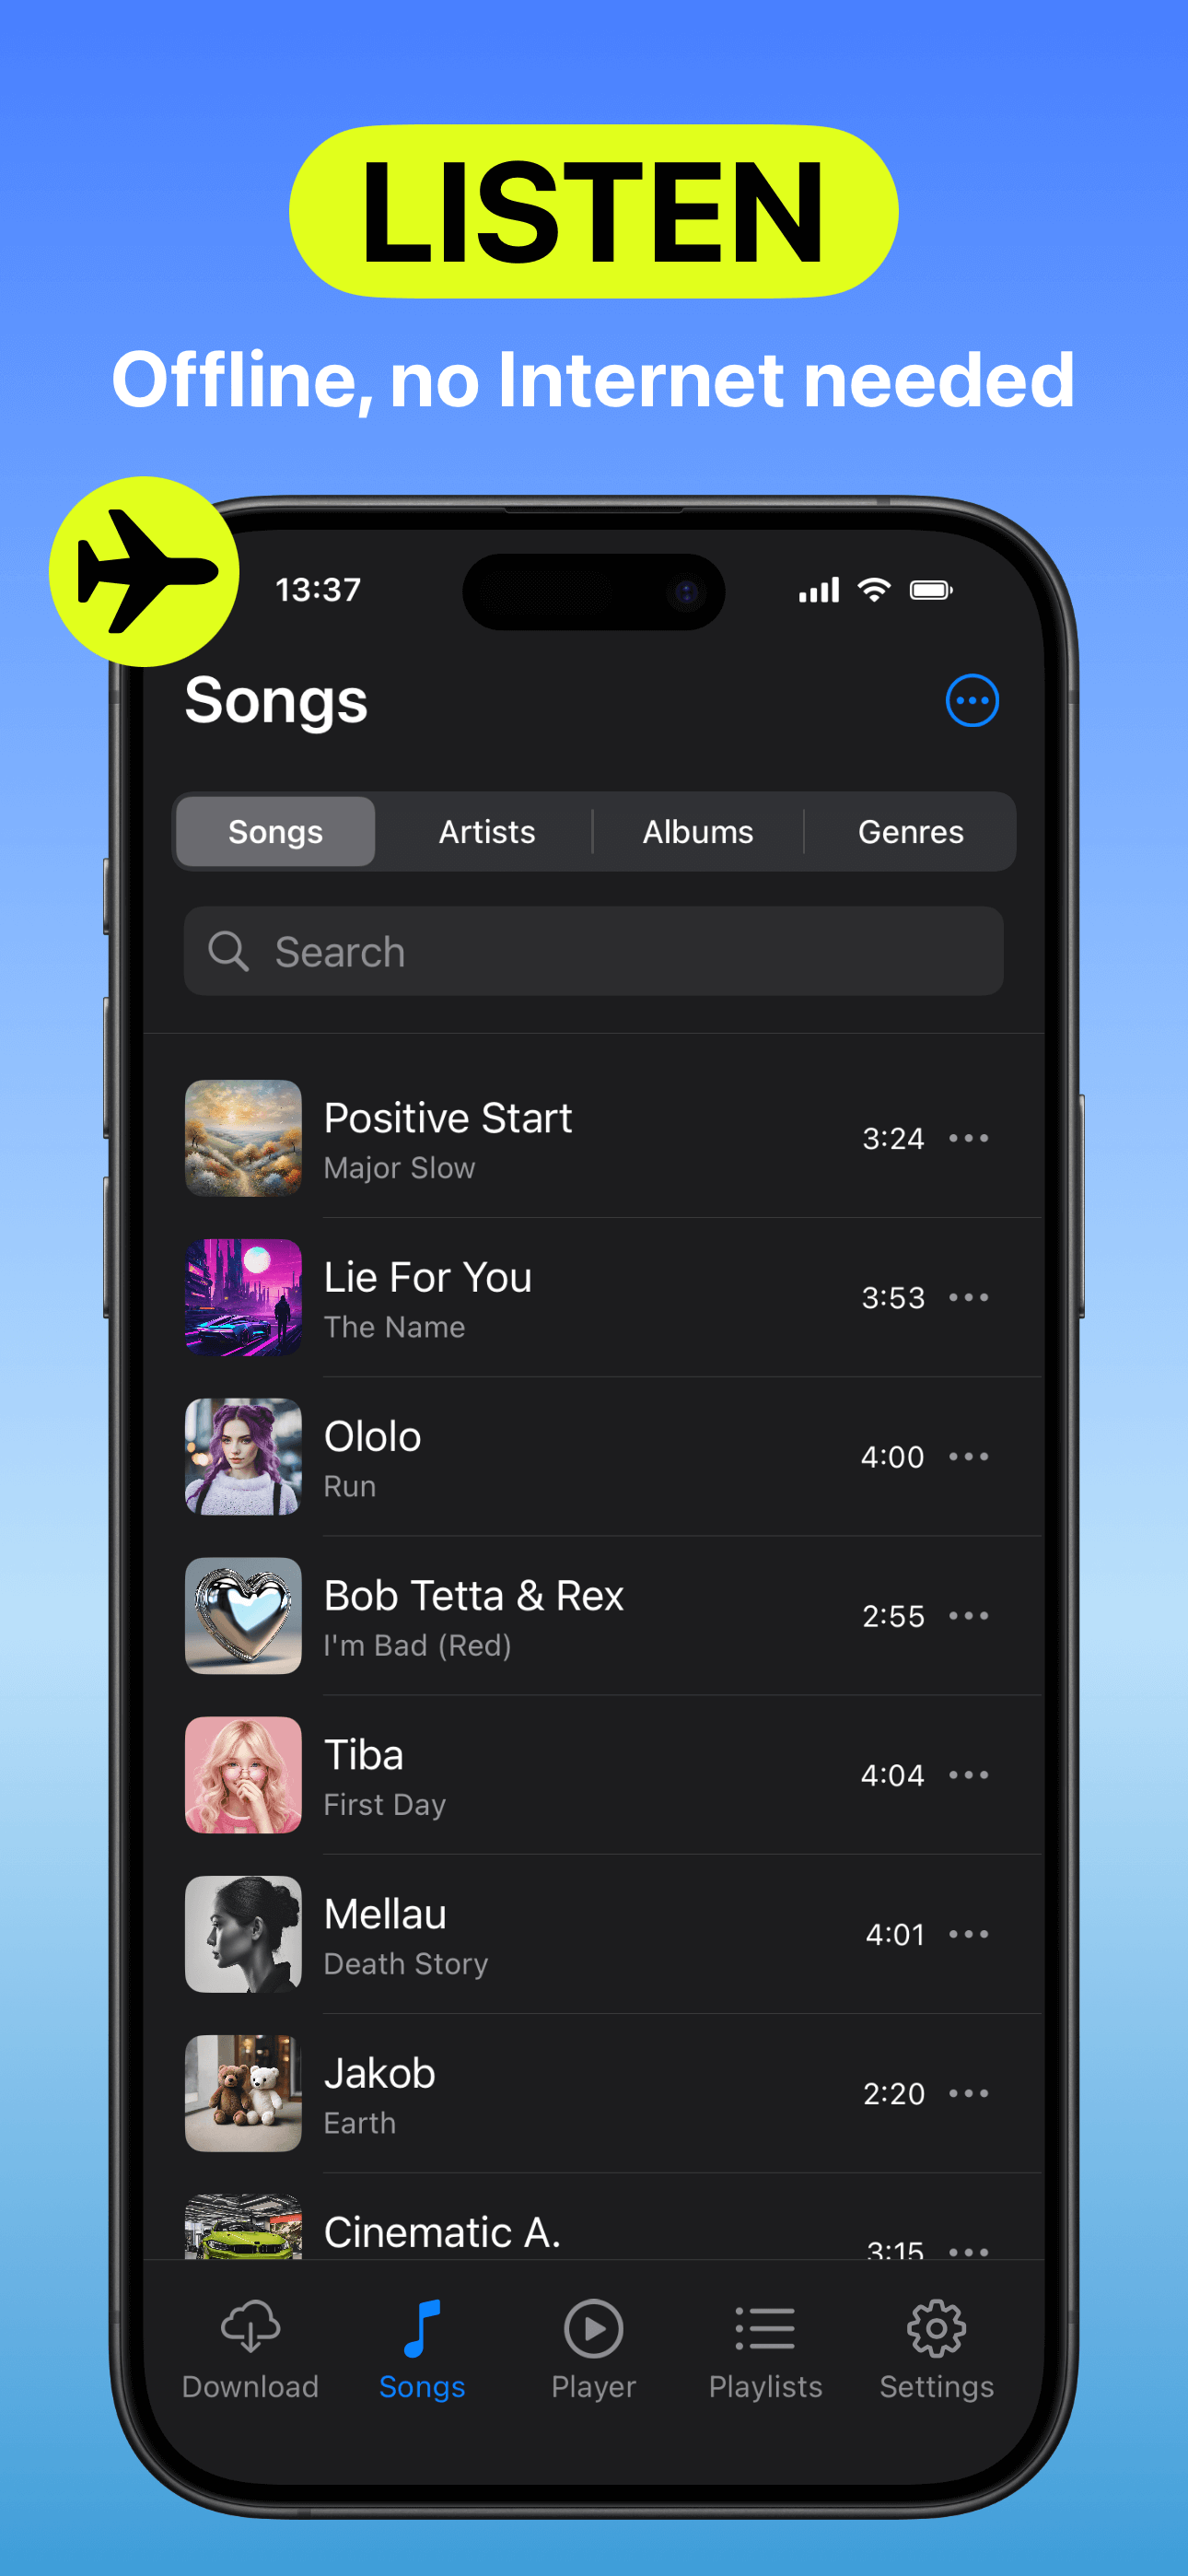 LISTEN
Offline, no Internet needed
13:37
Songs
Songs Artists Albums Genres
Search
Positive Start
Major Slow
3:24
Lie For You
The Name
3:53
Ololo
Run
4:00
Bob Tetta & Rex
I'm Bad (Red)
2:55
Tiba
First Day
4:04
Mellau
Death Story
4:01
Jakob
Earth
2:20
Cinematic A.
3:15
Download Songs Player Playlists Settings